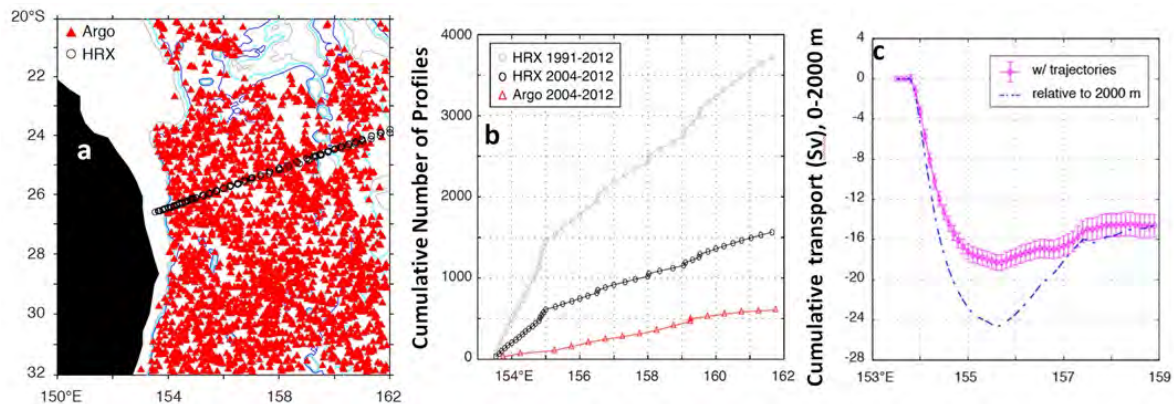 20°S
22
24
26
28
30
32
150°E
152
154
156
158
160
162
Argo
HRX
a
Cumulative Number of Profiles
4000
3000
2000
1000
0
154°E
156
158
160
162
HRX 1991-2012
HRX 2004-2012
Argo 2004-2012
b
Cumulative transport (Sv), 0-2000 m
4
0
-4
-8
-12
-16
-20
-24
-28
153°E
155
157
159
c
w/ trajectories
relative to 2000 m